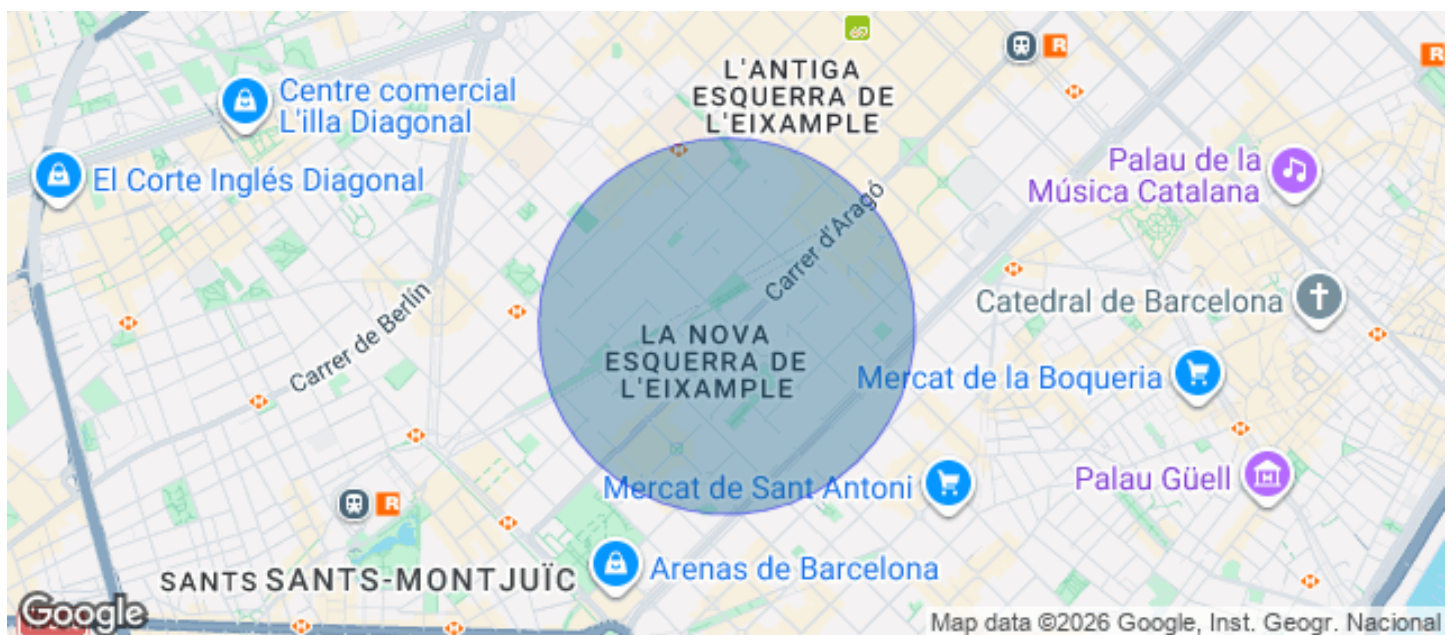 L'ANTIGA
ESQUERRA DE
L'EIXAMPLE
R
R
Centre comercial
L'illa Diagonal
El Corte Inglés Diagonal
Palau de la
Música Catalana
Carrer d'Aragó
Carrer de Berlín
Catedral de Barcelona
LA NOVA
ESQUERRA DE
L'EIXAMPLE
Mercat de la Boqueria
Mercat de Sant Antoni
Palau Güell
R
SANTS SANTS-MONTJUÏC
Arenas de Barcelona
Google
Map data ©2026 Google, Inst. Geogr. Nacional